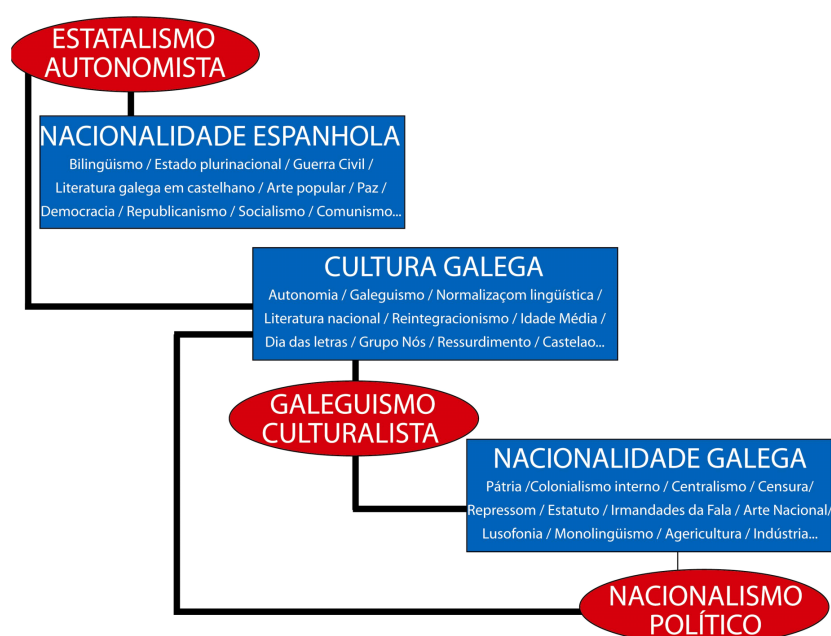 ESTATALISMO
AUTONOMISTA
NACIONALIDADE ESPANHOLA
Bilingüismo / Estado plurinacional / Guerra Civil /
Literatura galega em castelhano / Arte popular / Paz /
Democracia / Republicanismo / Socialismo / Comunismo...
CULTURA GALEGA
Autonomia / Galeguismo / Normalizaçom lingüística /
Literatura nacional / Reintegracionismo / Idade Média /
Dia das letras / Grupo Nós / Ressurdimento / Castelao...
GALEGUISMO
CULTURALISTA
NACIONALIDADE GALEGA
Pátria /Colonialismo interno / Centralismo / Censura/
Repressom / Estatuto / Irmandades da Fala / Arte Nacional/
Lusofonia / Monolingüismo / Agericultura / Indústria...
NACIONALISMO
POLÍTICO